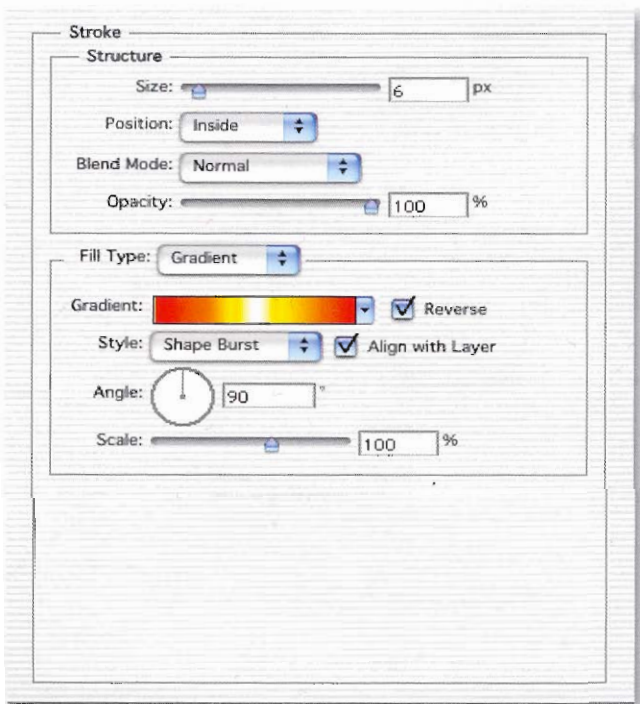 Stroke
Structure
Size: 6 px
Position: Inside
Blend Mode: Normal
Opacity: 100 %
Fill Type: Gradient
Gradient: Reverse
Style: Shape Burst Align with Layer
Angle: 90 °
Scale: 100 %